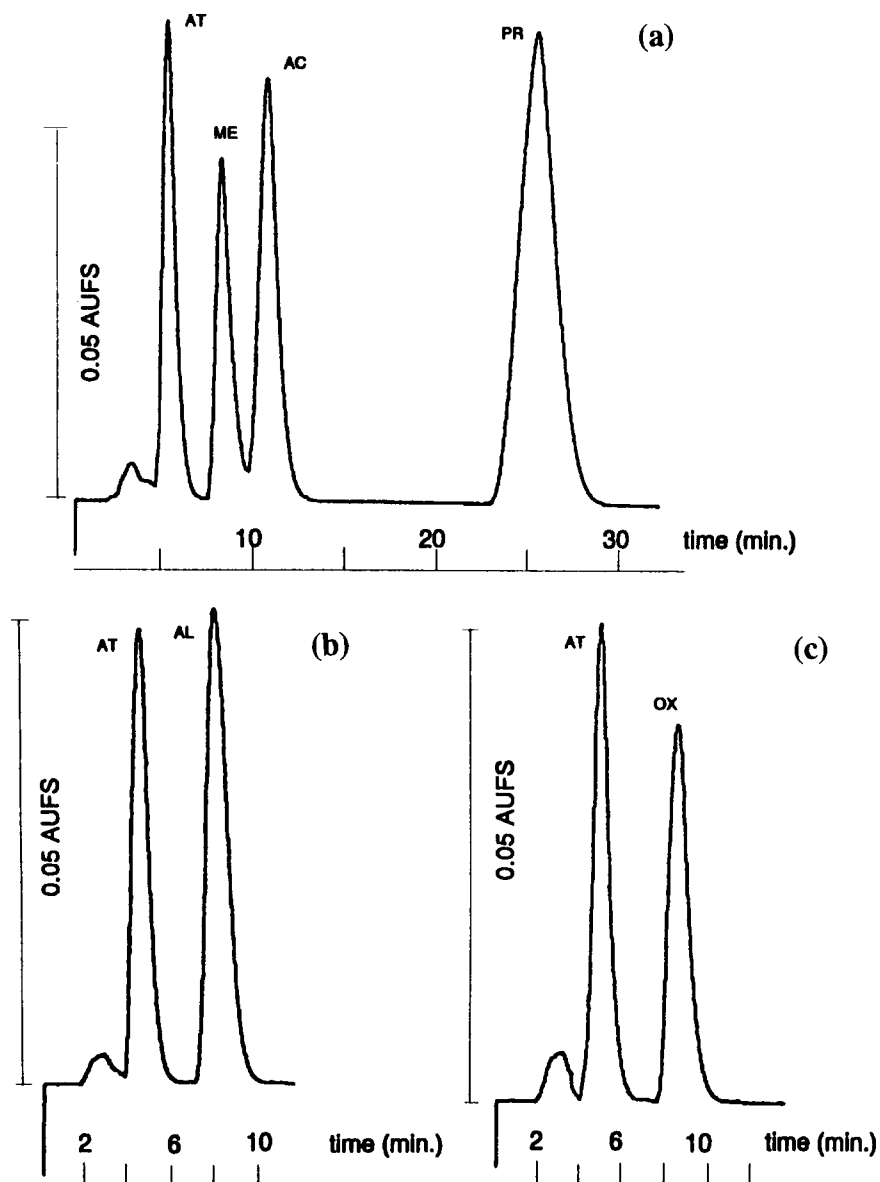 AT
ME
AC
PR
(a)
0.05 AUFS
10 20 30 time (min.)
AT
AL
(b)
0.05 AUFS
2 6 10 time (min.)
AT
OX
(c)
0.05 AUFS
2 6 10 time (min.)